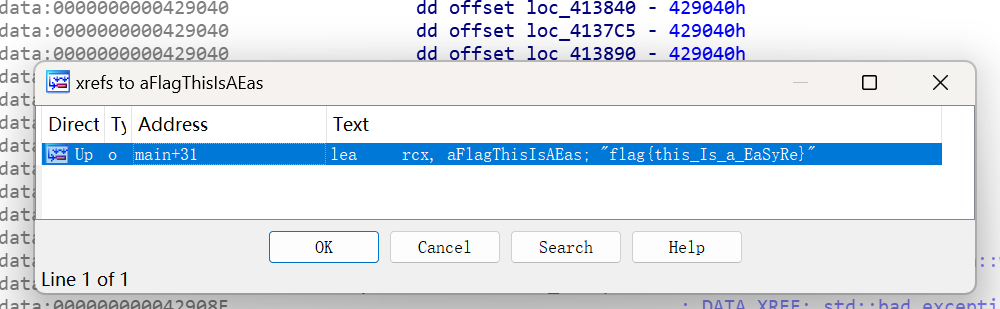 data:0000000000429040 dd offset loc_413840 - 429040h
data:0000000000429040 dd offset loc_4137C5 - 429040h
data:0000000000429040 dd offset loc_413890 - 429040h
xrefs to aFlagThisIsAEas
Direct Ty Address Text
Up o main+31 lea rcx, aFlagThisIsAEas; "flag{this_Is_a_EaSyRe}"
OK Cancel Search Help
Line 1 of 1
data:000000000042908F ; DATA XREF: std::bad_excepti